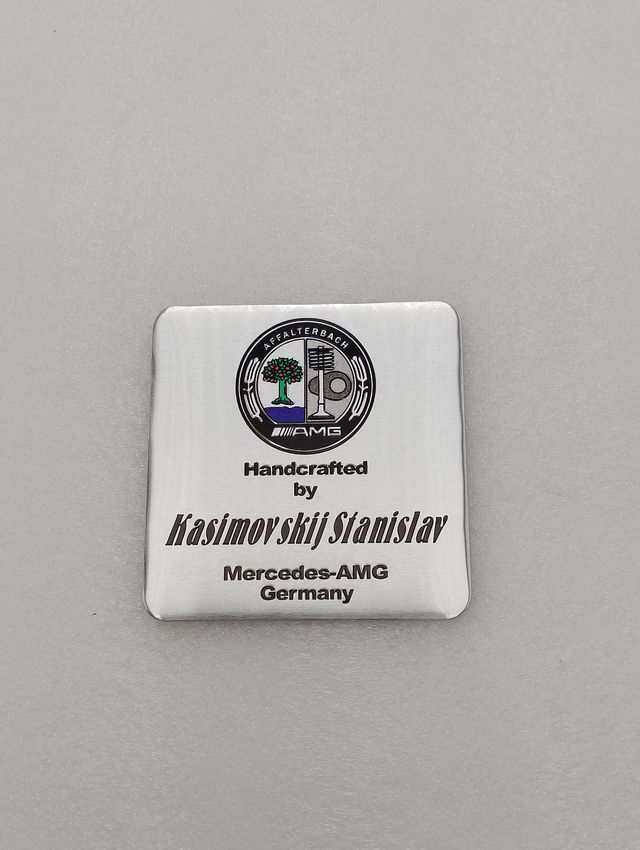 AFFALTERBACH
AMG
Handcrafted
by
Kasimovskij Stanislav
Mercedes-AMG
Germany